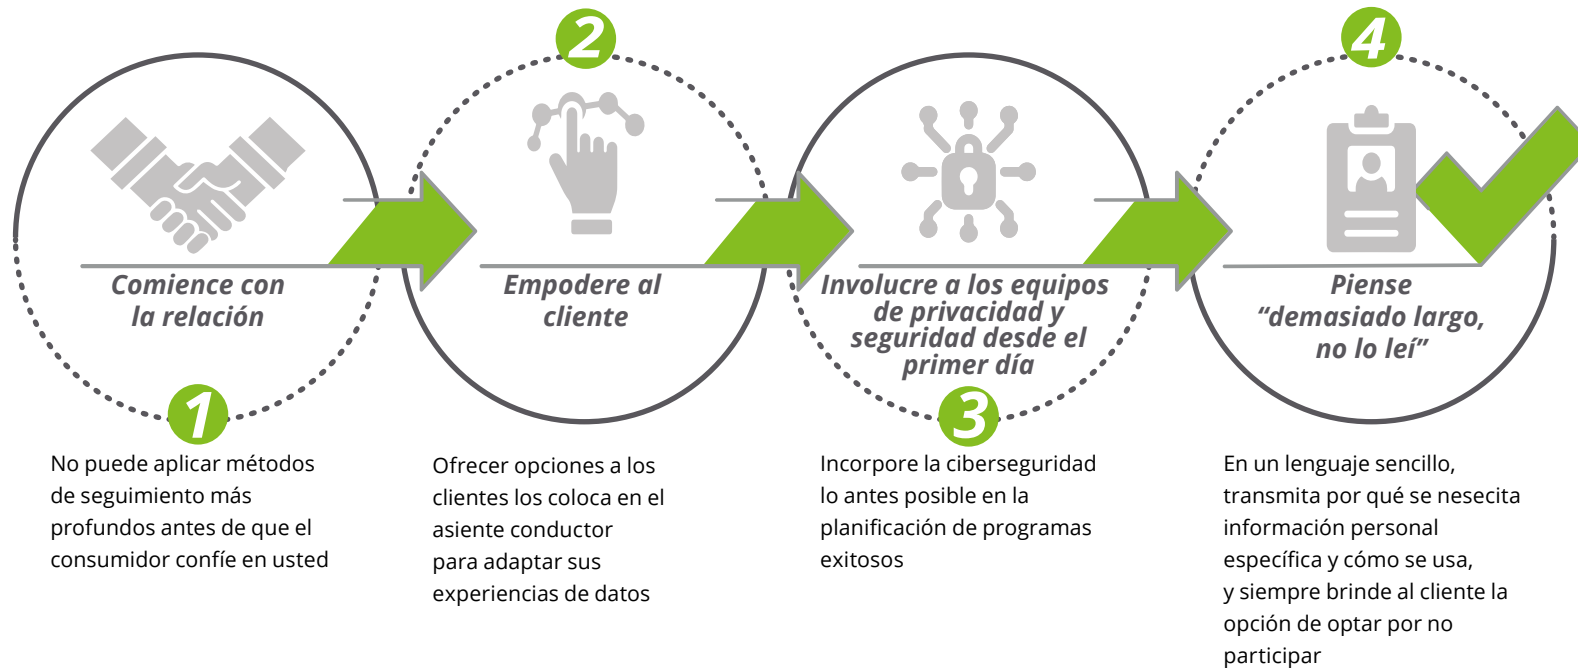 1
Comience con
la relación
No puede aplicar métodos
de seguimiento más
profundos antes de que el
consumidor confíe en usted
2
Empodere al
cliente
Ofrecer opciones a los
clientes los coloca en el
asiente conductor
para adaptar sus
experiencias de datos
3
Involucre a los equipos
de privacidad y
seguridad desde el
primer día
Incorpore la ciberseguridad
lo antes posible en la
planificación de programas
exitosos
4
Piense
“demasiado largo,
no lo leí”
En un lenguaje sencillo,
transmita por qué se nesecita
información personal
específica y cómo se usa,
y siempre brinde al cliente la
opción de optar por no
participar